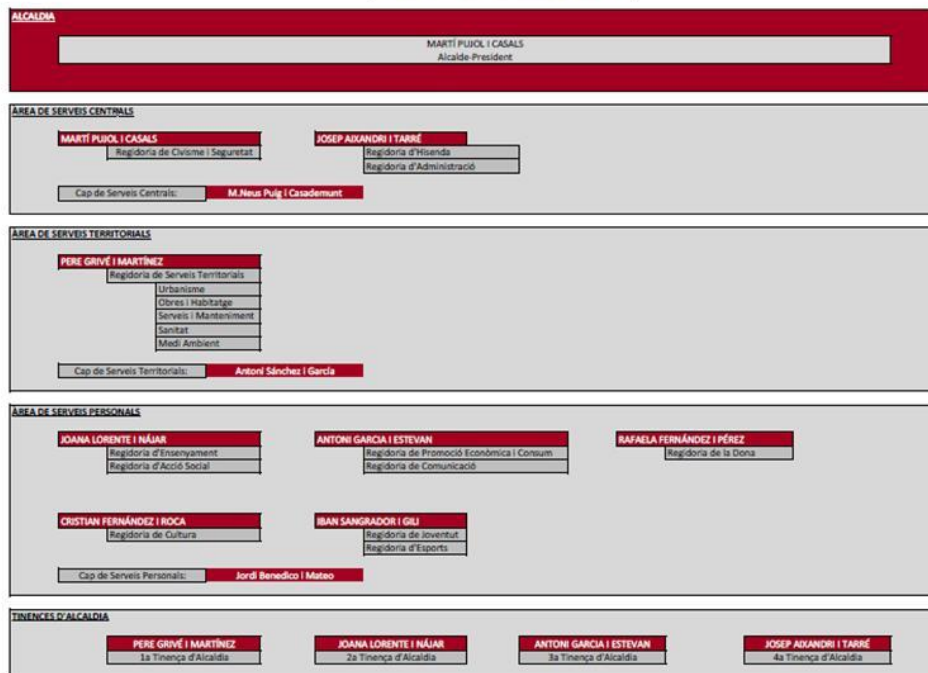 ALCALDIA
MARTÍ PUJOL I CASALS
Alcalde-President
ÀREA DE SERVEIS CENTRALS
MARTÍ PUJOL I CASALS
Regidoria de Civisme i Seguretat
JOSEP AIXANDRI I TARRÉ
Regidoria d'Hisenda
Regidoria d'Administració
Cap de Serveis Centrals:
M.Neus Puig i Casademunt
ÀREA DE SERVEIS TERRITORIALS
PERE GRIVÉ I MARTÍNEZ
Regidoria de Serveis Territorials
Urbanisme
Obres i Habitatge
Serveis i Manteniment
Sanitat
Medi Ambient
Cap de Serveis Territorials:
Antoni Sánchez i García
ÀREA DE SERVEIS PERSONALS
JOANA LORENTE I NÁJAR
Regidoria d'Ensenyament
Regidoria d'Acció Social
ANTONI GARCIA I ESTEVAN
Regidoria de Promoció Econòmica i Consum
Regidoria de Comunicació
RAFAELA FERNÁNDEZ I PÉREZ
Regidoria de la Dona
CRISTIAN FERNÁNDEZ I ROCA
Regidoria de Cultura
IBAN SANGRADOR I GILI
Regidoria de Joventut
Regidoria d'Esports
Cap de Serveis Personals:
Jordi Benedico i Mateo
TINENCES D'ALCALDIA
PERE GRIVÉ I MARTÍNEZ
1a Tinença d'Alcaldia
JOANA LORENTE I NÁJAR
2a Tinença d'Alcaldia
ANTONI GARCIA I ESTEVAN
3a Tinença d'Alcaldia
JOSEP AIXANDRI I TARRÉ
4a Tinença d'Alcaldia